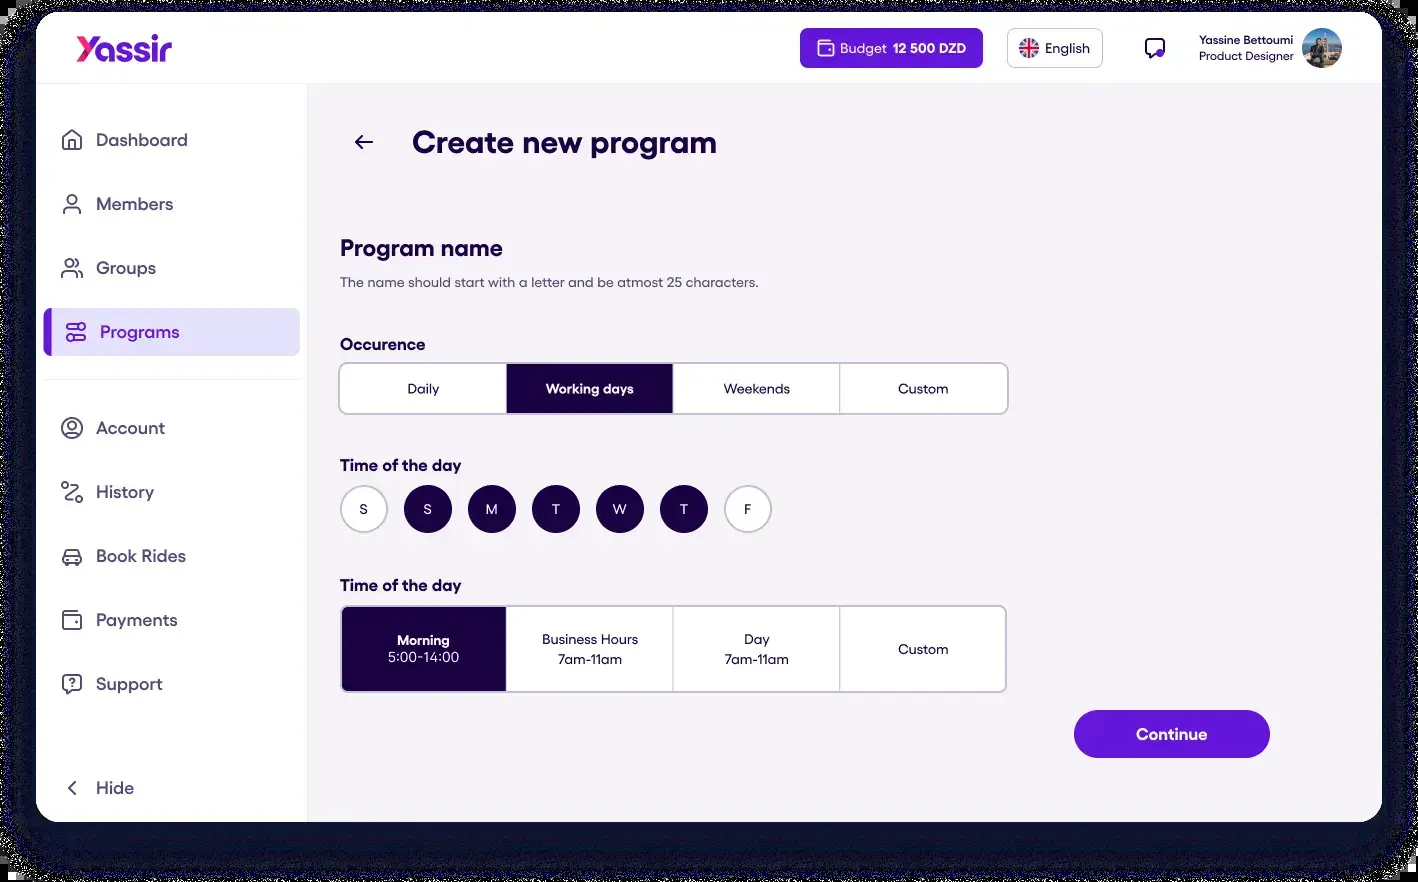 Yassir
Budget 12 500 DZD
English
Yassine Bettoumi
Product Designer
Dashboard
Members
Groups
Programs
Account
History
Book Rides
Payments
Support
Hide
Create new program
Program name
The name should start with a letter and be atmost 25 characters.
Occurence
Daily Working days Weekends Custom
Time of the day
S S M T W T F
Time of the day
Morning Business Hours Day Custom
5:00-14:00 7am-11am 7am-11am
Continue